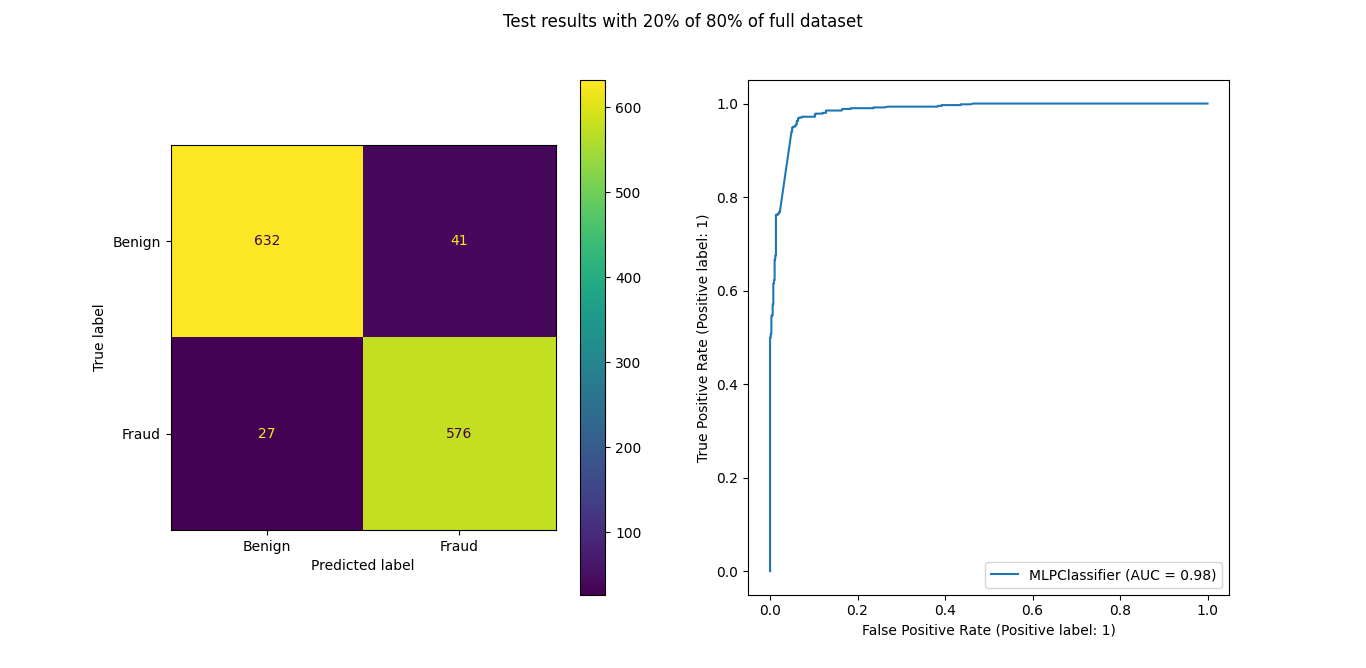 Test results with 20% of 80% of full dataset
True label
Benign
Fraud
632
41
27
576
Benign
Fraud
Predicted label
600
500
400
300
200
100
True Positive Rate (Positive label: 1)
1.0
0.8
0.6
0.4
0.2
0.0
MLPClassifier (AUC = 0.98)
0.0
0.2
0.4
0.6
0.8
1.0
False Positive Rate (Positive label: 1)